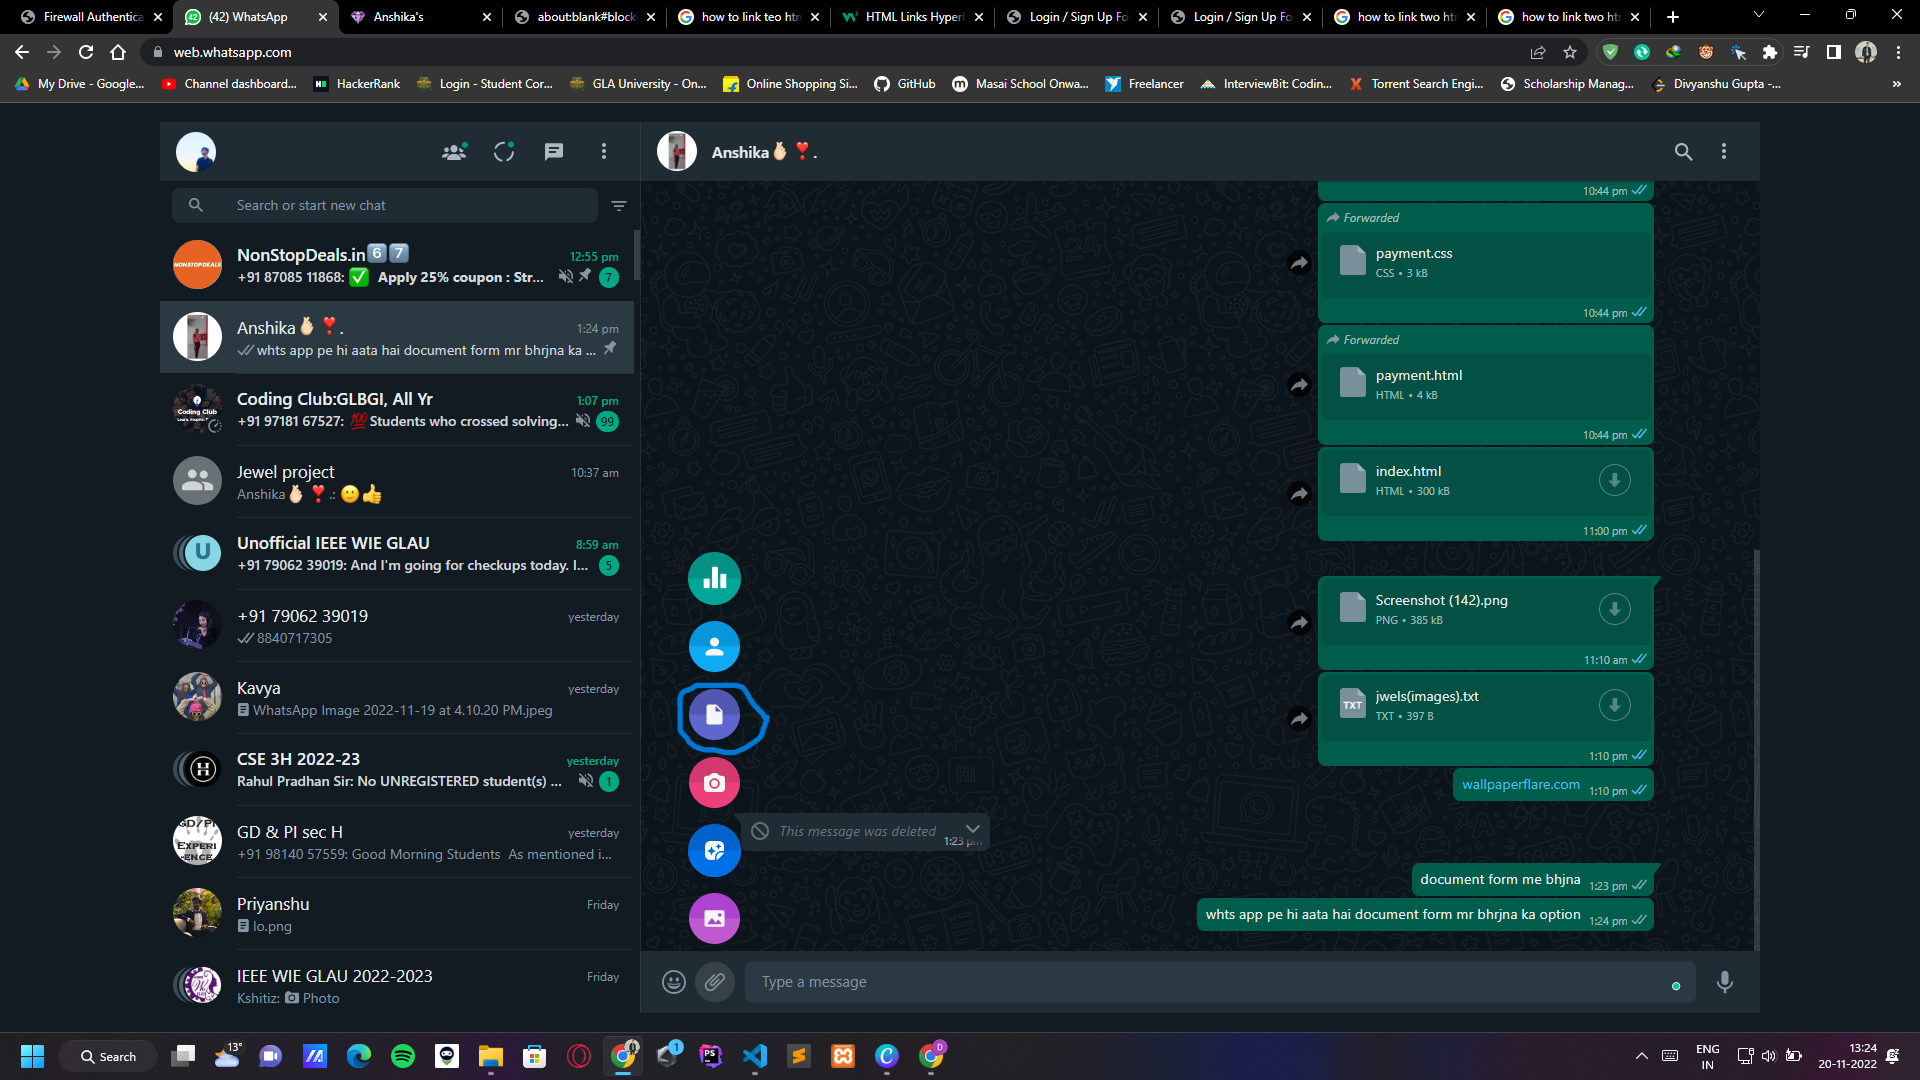 Firewall Authentica
(42) WhatsApp
Anshika's
about:blank#block
how to link teo htm
HTML Links Hyperl
Login / Sign Up Fo
Login / Sign Up Fo
how to link two htm
how to link two htm
web.whatsapp.com
My Drive - Google...
Channel dashboard...
HackerRank
Login - Student Cor...
GLA University - On...
Online Shopping Si...
GitHub
Masai School Onwa...
Freelancer
InterviewBit: Codin...
Torrent Search Engi...
Scholarship Manag...
Divyanshu Gupta -...
»
Search or start new chat
NonStopDeals.in6️⃣7️⃣
12:55 pm
+91 87085 11868: ✅ Apply 25% coupon : Str...
7
Anshika🫰🏻❣️.
1:24 pm
whts app pe hi aata hai document form mr bhrjna ka ...
Coding Club
Coding Club:GLBGI, All Yr
1:07 pm
+91 97181 67527: 💯Students who crossed solving...
99
Jewel project
10:37 am
Anshika🫰🏻❣️.: 🙂👍
U
Unofficial IEEE WIE GLAU
8:59 am
+91 79062 39019: And I'm going for checkups today. I...
5
+91 79062 39019
yesterday
8840717305
Kavya
yesterday
WhatsApp Image 2022-11-19 at 4.10.20 PM.jpeg
H
CSE 3H 2022-23
yesterday
Rahul Pradhan Sir: No UNREGISTERED student(s) ...
1
GD/PI
EXPERI
-ENCE
GD & PI sec H
yesterday
+91 98140 57559: Good Morning Students As mentioned i...
Priyanshu
Friday
lo.png
IEEE WIE GLAU 2022-2023
Friday
Kshitiz: Photo
NONSTOPDEALS
Anshika🫰🏻❣️.
10:44 pm
Forwarded
payment.css
CSS • 3 kB
10:44 pm
Forwarded
payment.html
HTML • 4 kB
10:44 pm
index.html
HTML • 300 kB
11:00 pm
Screenshot (142).png
PNG • 385 kB
11:10 am
TXT
jwels(images).txt
TXT • 397 B
1:10 pm
wallpaperflare.com
1:10 pm
This message was deleted
1:23 pm
document form me bhjna
1:23 pm
whts app pe hi aata hai document form mr bhrjna ka option
1:24 pm
Type a message
Search
13°
1
PS
D
ENG
IN
13:24
20-11-2022